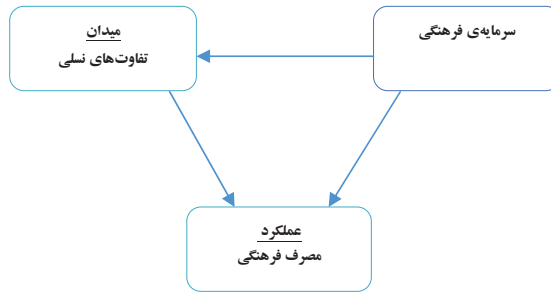 سرمایه‌ی فرهنگی
میدان
تفاوت‌های نسلی
عملکرد
مصرف فرهنگی